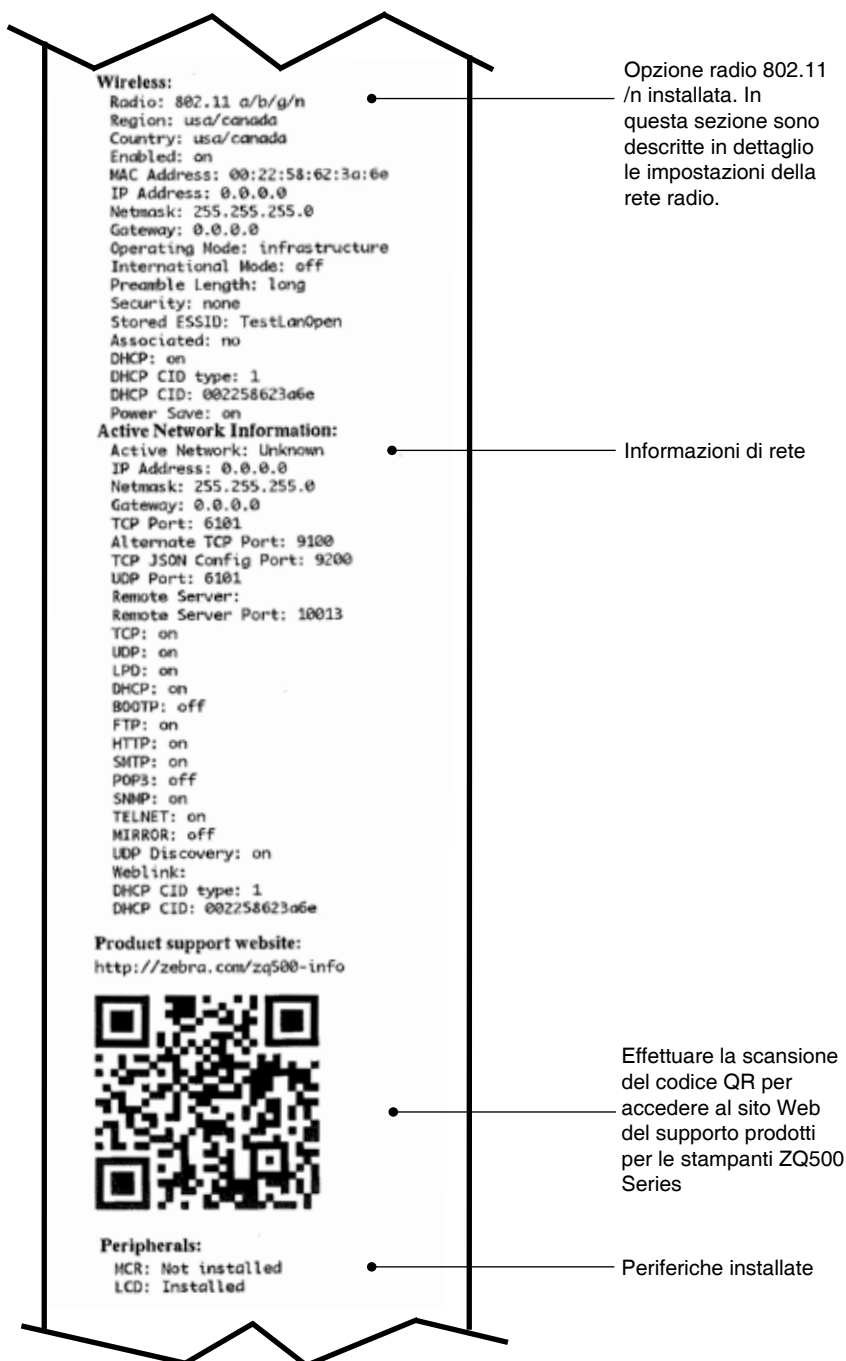 Wireless:
Radio: 802.11 a/b/g/n
Region: usa/canada
Country: usa/canada
Enabled: on
MAC Address: 00:22:58:62:3a:6e
IP Address: 0.0.0.0
Netmask: 255.255.255.0
Gateway: 0.0.0.0
Operating Mode: infrastructure
International Mode: off
Preamble Length: long
Security: none
Stored ESSID: TestLanOpen
Associated: no
DHCP: on
DHCP CID type: 1
DHCP CID: 002258623a6e
Power Save: on
Opzione radio 802.11
/n installata. In
questa sezione sono
descritte in dettaglio
le impostazioni della
rete radio.
Active Network Information:
Active Network: Unknown
IP Address: 0.0.0.0
Netmask: 255.255.255.0
Gateway: 0.0.0.0
TCP Port: 6101
Alternate TCP Port: 9100
TCP JSON Config Port: 9200
UDP Port: 6101
Remote Server:
Remote Server Port: 10013
TCP: on
UDP: on
LPD: on
DHCP: on
BOOTP: off
FTP: on
HTTP: on
SMTP: on
POP3: off
SNMP: on
TELNET: on
MIRROR: off
UDP Discovery: on
Weblink:
DHCP CID type: 1
DHCP CID: 002258623a6e
Informazioni di rete
Product support website:
http://zebra.com/zq500-info
Effettuare la scansione
del codice QR per
accedere al sito Web
del supporto prodotti
per le stampanti ZQ500
Series
Peripherals:
MCR: Not installed
LCD: Installed
Periferiche installate